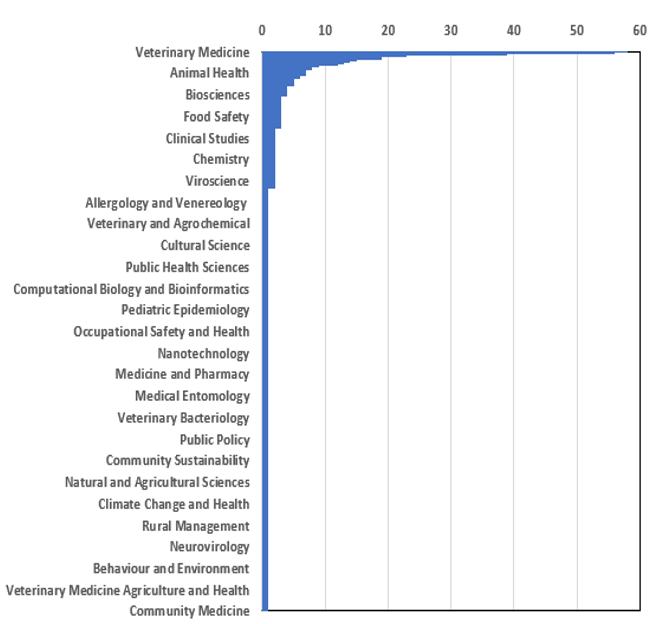 0 10 20 30 40 50 60
Veterinary Medicine
Animal Health
Biosciences
Food Safety
Clinical Studies
Chemistry
Viroscience
Allergology and Venereology
Veterinary and Agrochemical
Cultural Science
Public Health Sciences
Computational Biology and Bioinformatics
Pediatric Epidemiology
Occupational Safety and Health
Nanotechnology
Medicine and Pharmacy
Medical Entomology
Veterinary Bacteriology
Public Policy
Community Sustainability
Natural and Agricultural Sciences
Climate Change and Health
Rural Management
Neurovirology
Behaviour and Environment
Veterinary Medicine Agriculture and Health
Community Medicine